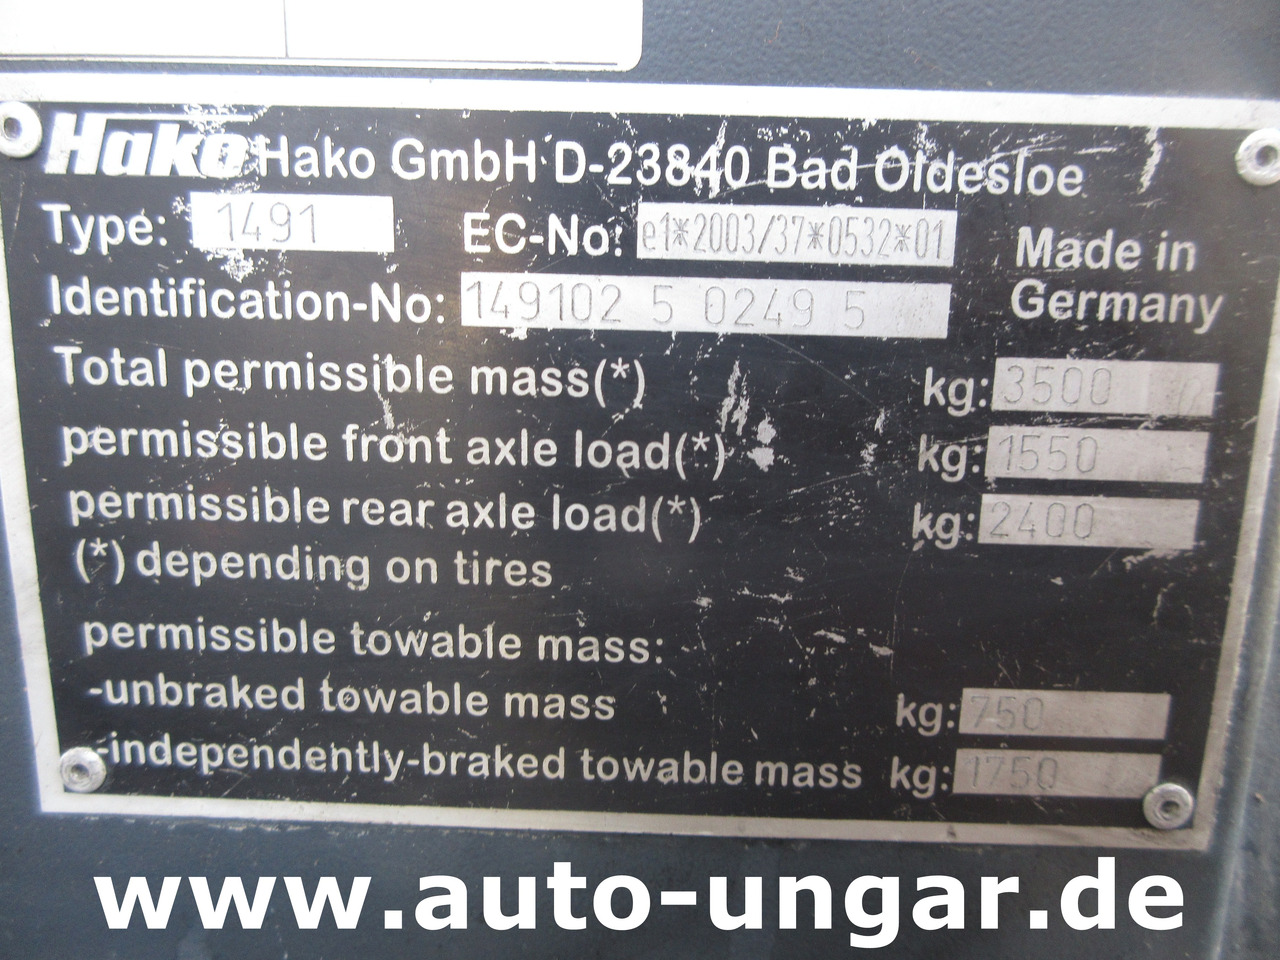 Hako Hako GmbH·D-23840 Bad Oldesloe
Type: 1491 EC-No: e1*2003/37*0532*01
Made in
Germany
Identification-No: 149102 5 0249 5
Total permissible mass(*) kg: 3500
permissible front axle load(*) kg: 1550
permissible rear axle load(*) kg: 2400
(*) depending on tires
permissible towable mass:
-unbraked towable mass kg: 750
-independently-braked towable mass kg: 1750
www.auto-ungar.de